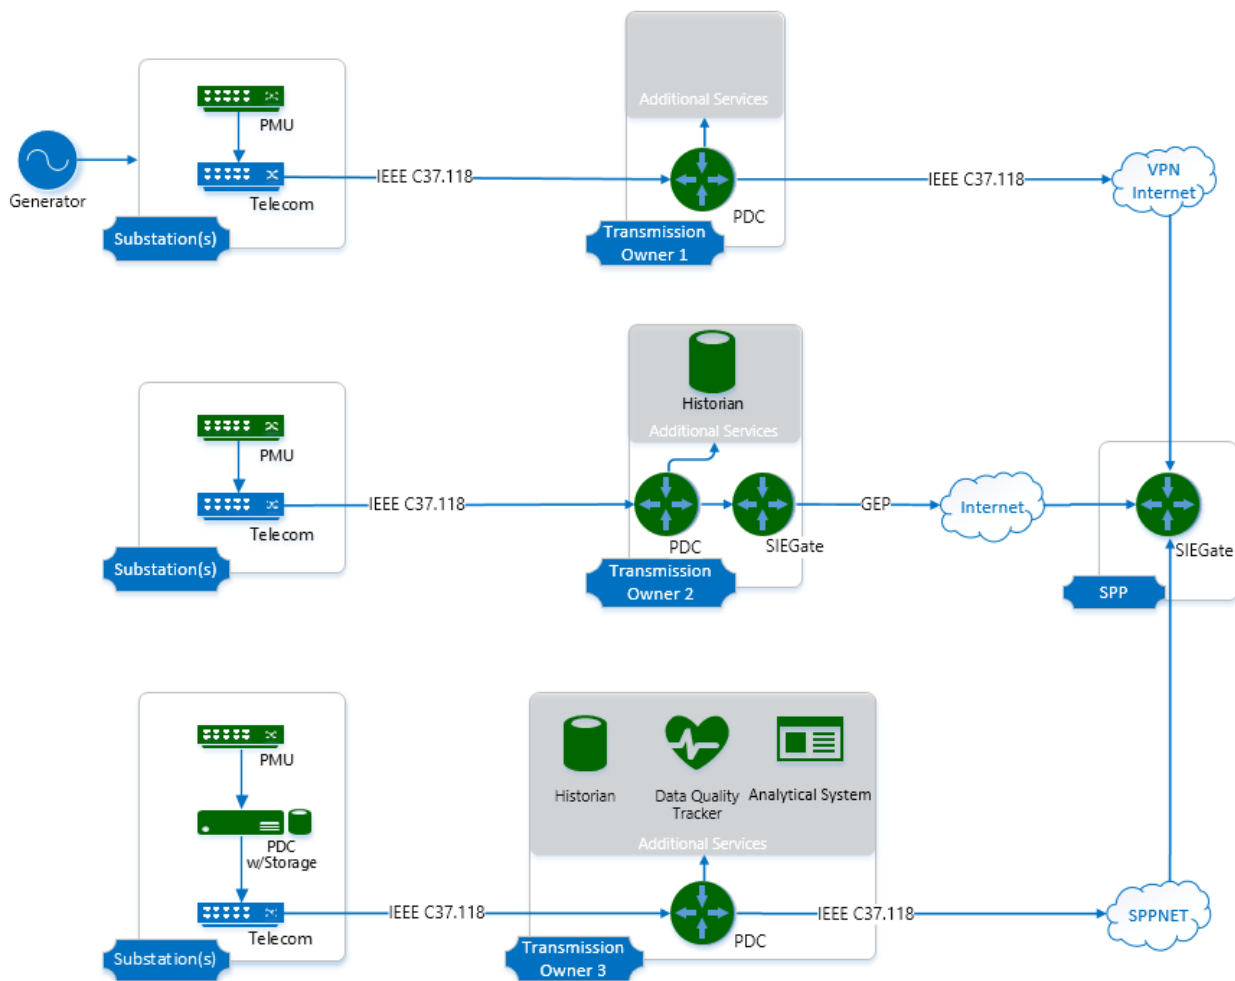 Additional Services
PMU
Generator
IEEE C37.118
IEEE C37.118
VPN
Internet
Telecom
PDC
Substation(s)
Transmission
Owner 1
Historian
Additional Services
PMU
IEEE C37.118
GEP
Internet
Telecom
PDC
SIEGate
SIEGate
Substation(s)
Transmission
Owner 2
SPP
PMU
Historian
Data Quality
Tracker
Analytical System
PDC
w/Storage
Additional Services
IEEE C37.118
IEEE C37.118
SPPNET
Telecom
PDC
Substation(s)
Transmission
Owner 3